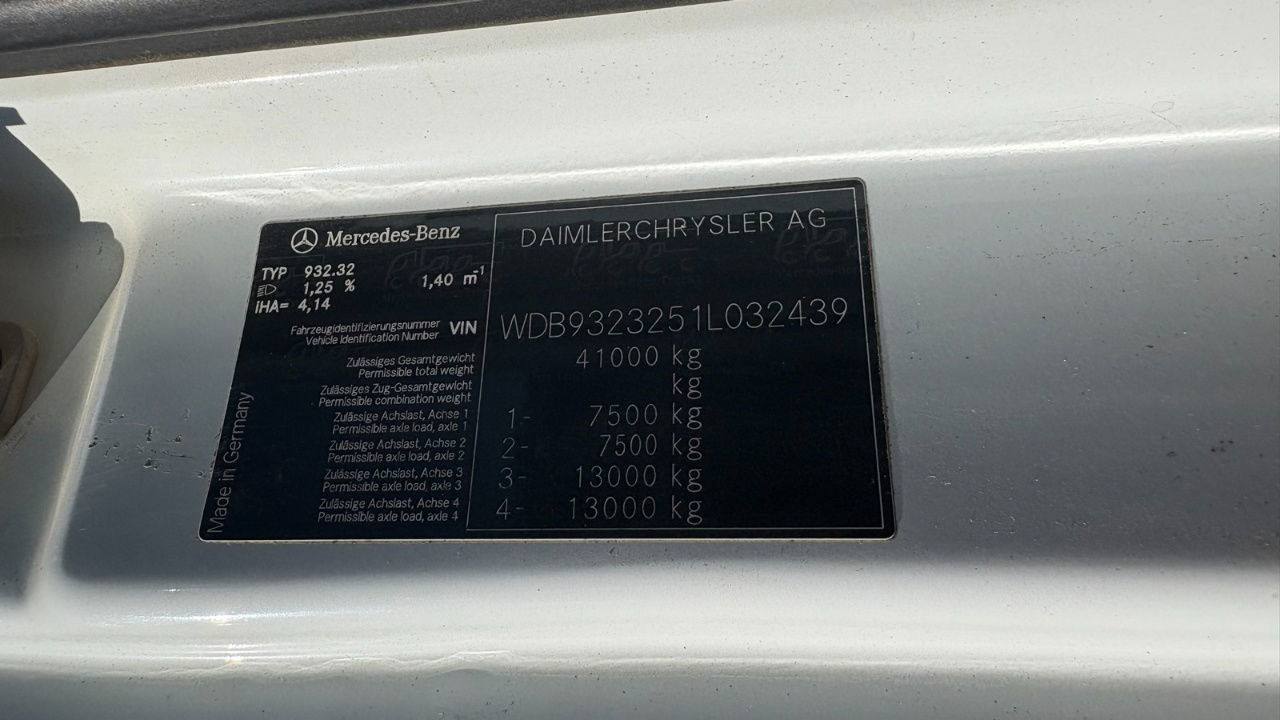 Mercedes-Benz
TYP 932.32
1,25 % 1,40 m-1
iHA= 4,14
Fahrzeugidentifizierungsnummer
Vehicle Identification Number
VIN
Zulässiges Gesamtgewicht
Permissible total weight
Zulässiges Zug-Gesamtgewicht
Permissible combination weight
Zulässige Achslast, Achse 1
Permissible axle load, axle 1
Zulässige Achslast, Achse 2
Permissible axle load, axle 2
Zulässige Achslast, Achse 3
Permissible axle load, axle 3
Zulässige Achslast, Achse 4
Permissible axle load, axle 4
Made in Germany
DAIMLERCHRYSLER AG
WDB9323251L032439
41000 kg
kg
1- 7500 kg
2- 7500 kg
3- 13000 kg
4- 13000 kg